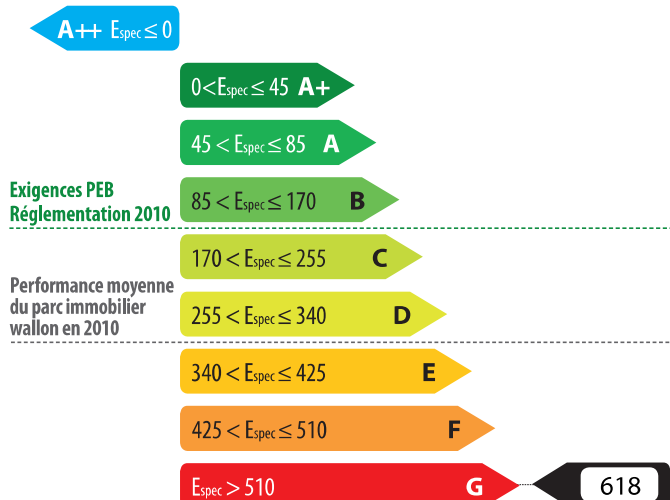 A++ Espec ≤ 0
0<Espec ≤ 45 A+
45 < Espec ≤ 85 A
Exigences PEB
Réglementation 2010
85 < Espec ≤ 170 B
170 < Espec ≤ 255 C
Performance moyenne
du parc immobilier
wallon en 2010
255 < Espec ≤ 340 D
340 < Espec ≤ 425 E
425 < Espec ≤ 510 F
Espec > 510 G
618